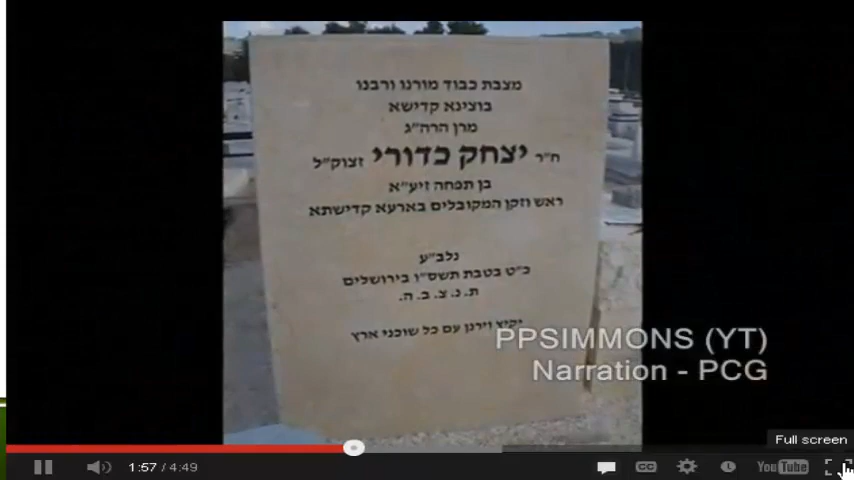 מצבת כבוד מורנו ורבנו
בוצינא קדישא
מרן הרה"ג
ח"ר יצחק כדורי זצוק"ל
בן תפחה זיע"א
ראש וזקן המקובלים בארעא קדישתא
נלב"ע
כ"ט בטבת תשס"ו בירושלים
ת. נ. צ. ב. ה.
יקיץ וירנן עם כל שוכני ארץ
PPSIMMONS (YT)
Narration - PCG
Full screen
1:57 / 4:49
CC
YouTube